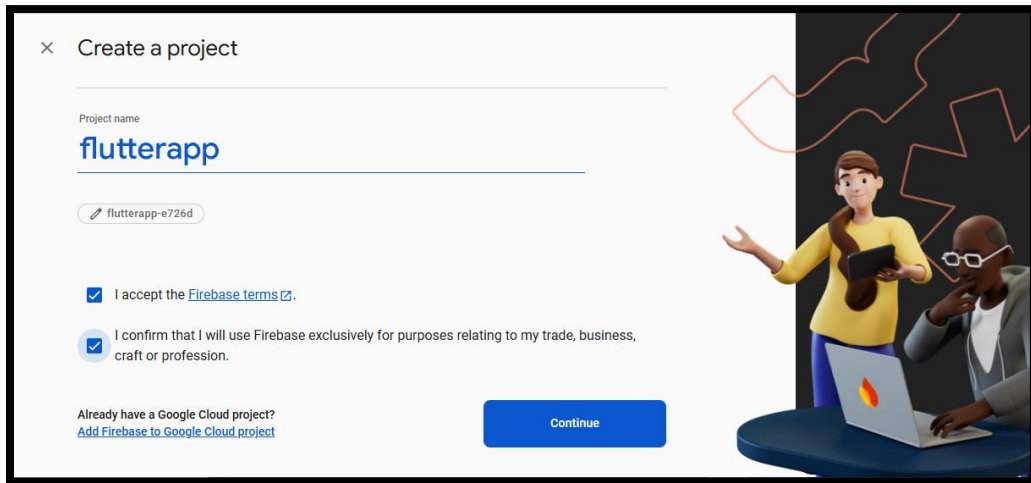 Create a project
Project name
flutterapp
flutterapp-e726d
I accept the Firebase terms.
I confirm that I will use Firebase exclusively for purposes relating to my trade, business,
craft or profession.
Already have a Google Cloud project?
Add Firebase to Google Cloud project
Continue